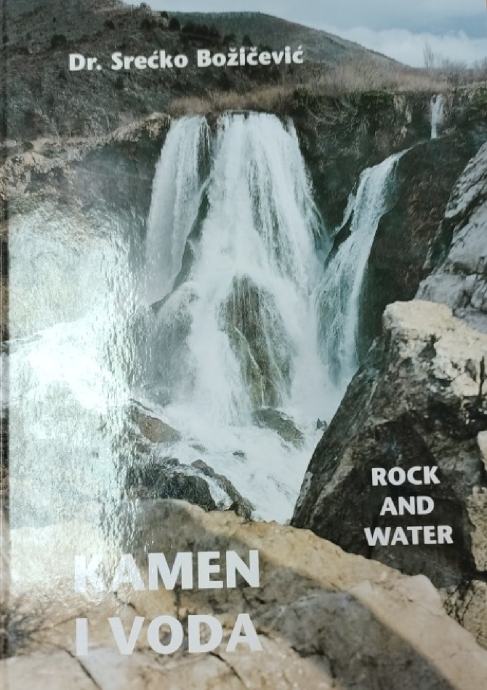 Dr. Srećko Božičević
ROCK
AND
WATER
KAMEN
I VODA